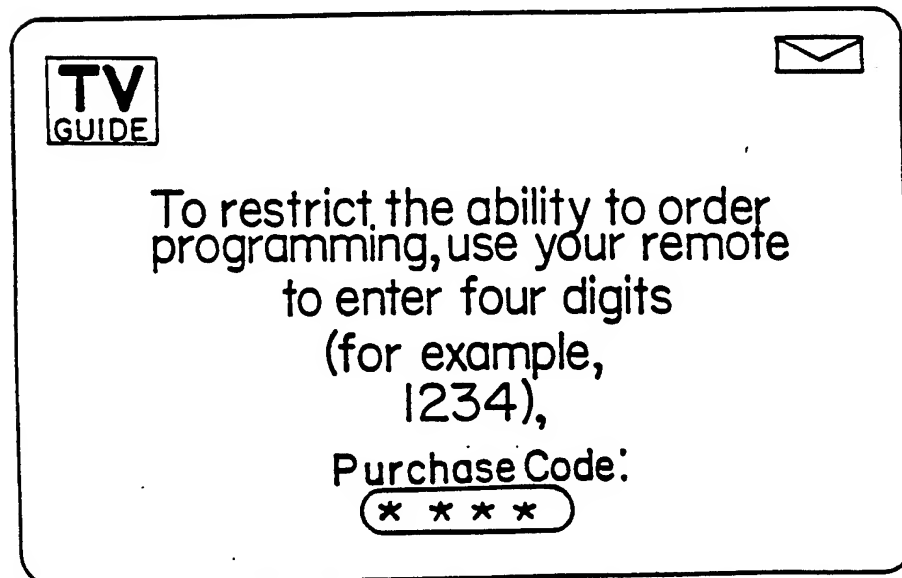 TV
GUIDE
To restrict the ability to order
programming, use your remote
to enter four digits
(for example,
1234),
Purchase Code:
* * * *